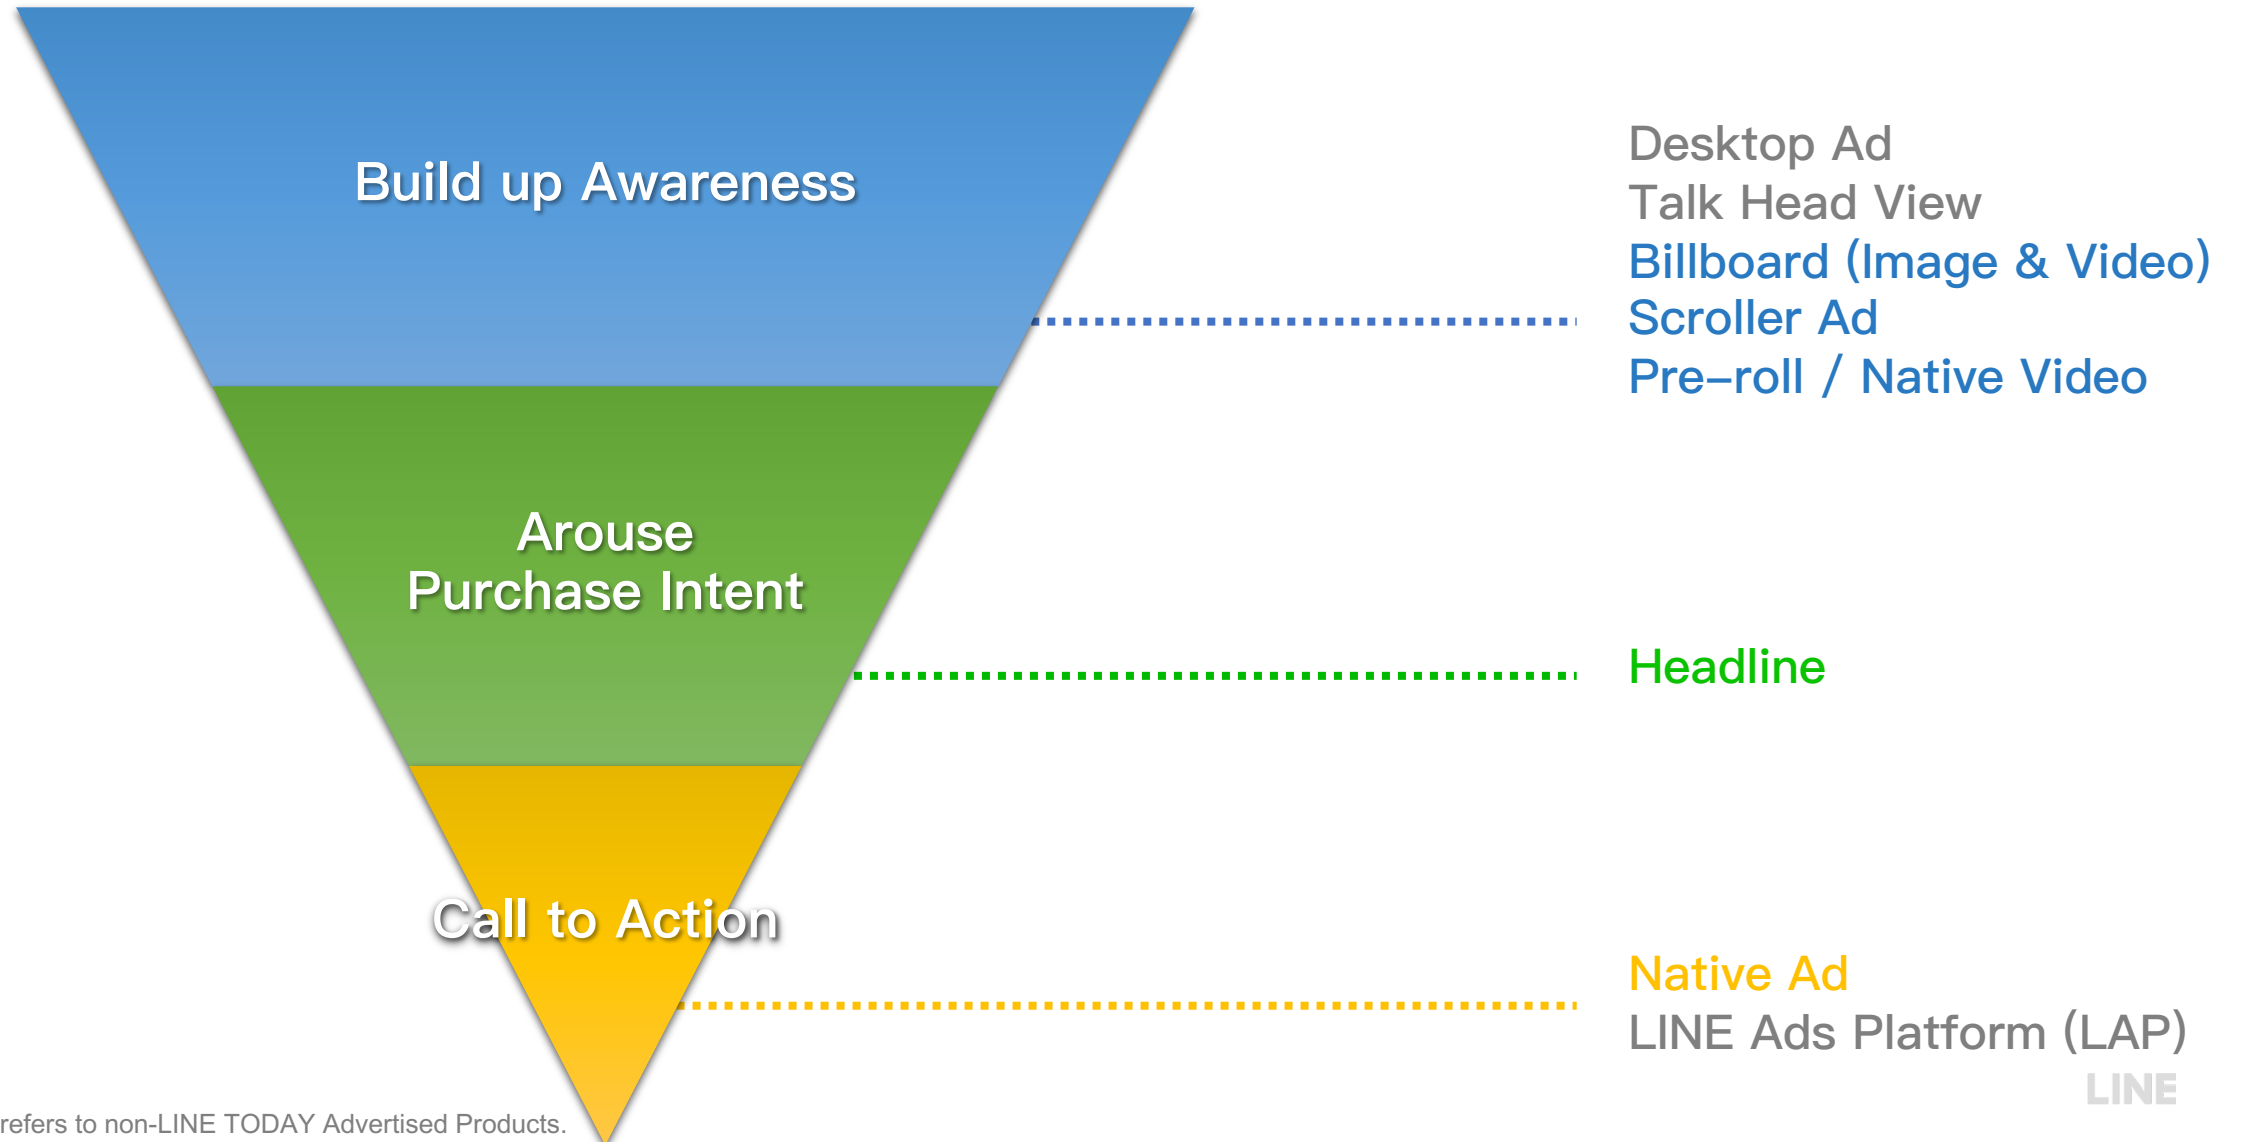 Build up Awareness
Desktop Ad
Talk Head View
Billboard (Image & Video)
Scroller Ad
Pre-roll / Native Video
Arouse
Purchase Intent
Headline
Call to Action
Native Ad
LINE Ads Platform (LAP)
LINE
refers to non-LINE TODAY Advertised Products.